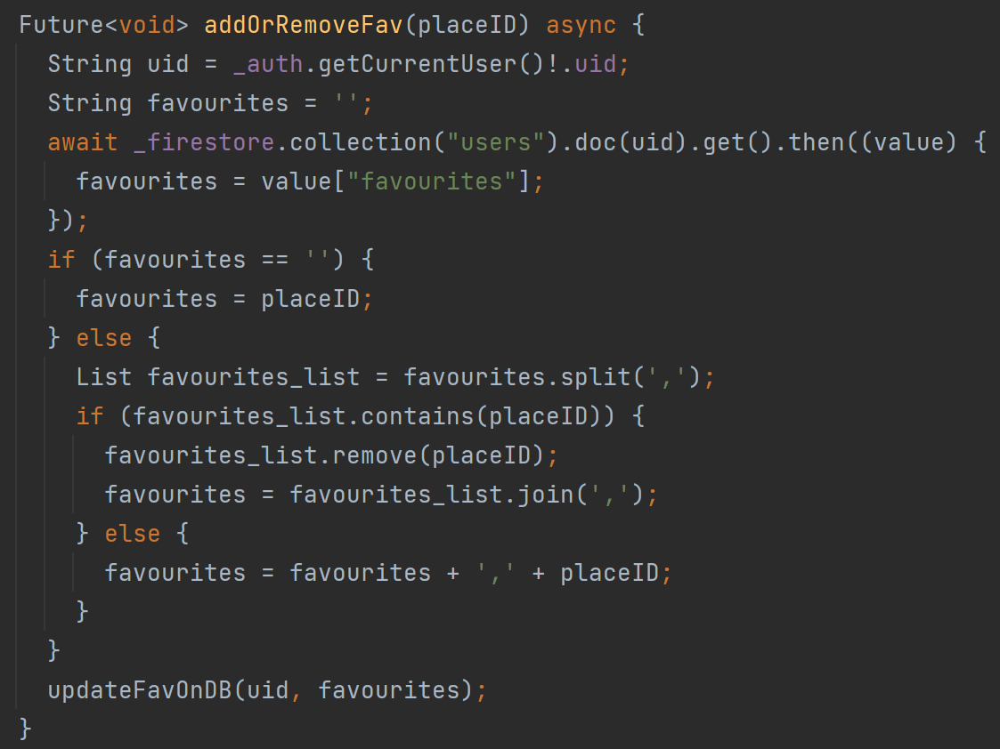 Future<void> addOrRemoveFav(placeID) async {
  String uid = _auth.getCurrentUser()!.uid;
  String favourites = '';
  await _firestore.collection("users").doc(uid).get().then((value) {
    favourites = value["favourites"];
  });
  if (favourites == '') {
    favourites = placeID;
  } else {
    List favourites_list = favourites.split(',');
    if (favourites_list.contains(placeID)) {
      favourites_list.remove(placeID);
      favourites = favourites_list.join(',');
    } else {
      favourites = favourites + ',' + placeID;
    }
  }
  updateFavOnDB(uid, favourites);
}